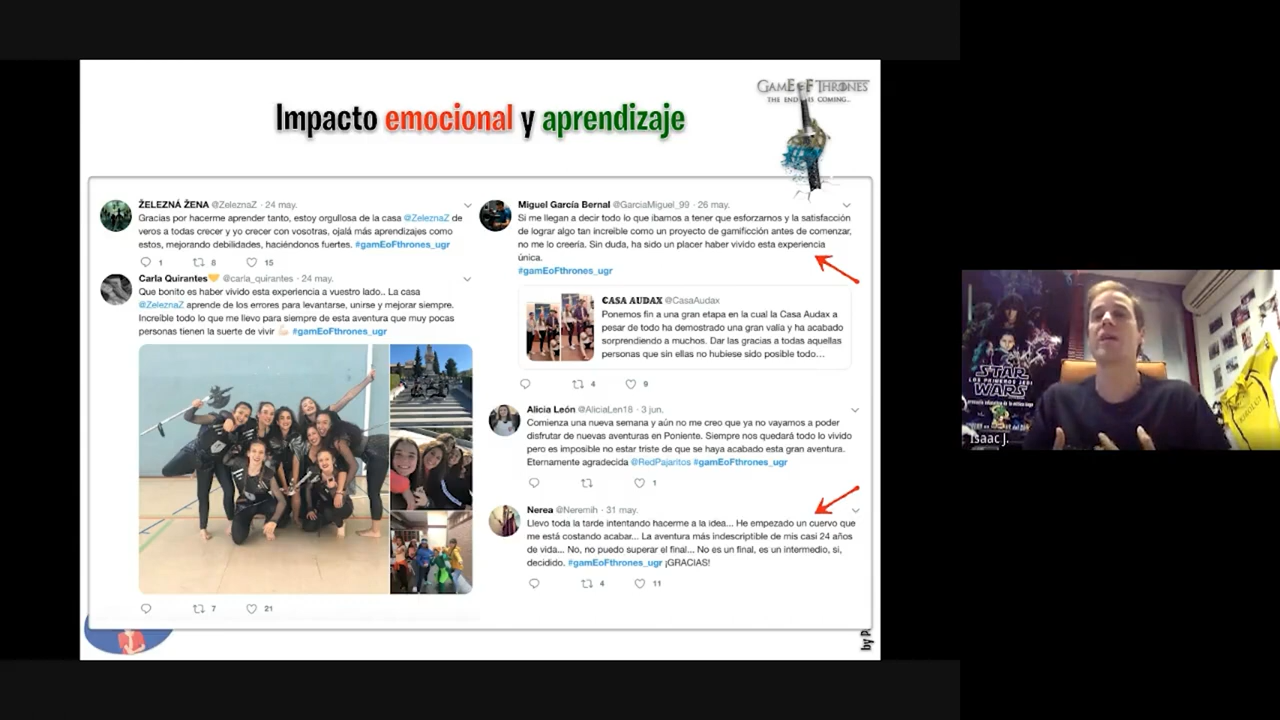 GAME OF THRONES
THE END IS COMING...
Impacto emocional y aprendizaje
ŽELEZNÁ ŽENA @ZeleznaZ · 24 may.
Gracias por hacerme aprender tanto, estoy orgullosa de la casa @ZeleznaZ de
veros a todas crecer y yo crecer con vosotras, ojalá más aprendizajes como
estos, mejorando debilidades, haciéndonos fuertes. #gamEoFthrones_ugr
1 8 15
Carla Quirantes💛 @carla_quirantes · 24 may.
Que bonito es haber vivido esta experiencia a vuestro lado.. La casa
@ZeleznaZ aprende de los errores para levantarse, unirse y mejorar siempre.
Increíble todo lo que me llevo para siempre de esta aventura que muy pocas
personas tienen la suerte de vivir 💪🏻 #gamEoFthrones_ugr
7 21
Miguel García Bernal @GarciaMiguel_99 · 26 may.
Si me llegan a decir todo lo que ibamos a tener que esforzarnos y la satisfacción
de lograr algo tan increíble como un proyecto de gamificción antes de comenzar,
no me lo creería. Sin duda, ha sido un placer haber vivido esta experiencia
única.
#gamEoFthrones_ugr
CASA AUDAX @CasaAudax
Ponemos fin a una gran etapa en la cual la Casa Audax a
pesar de todo ha demostrado una gran valía y ha acabado
sorprendiendo a muchos. Dar las gracias a todas aquellas
personas que sin ellas no hubiese sido posible todo…
4 9
Alicia León @AliciaLen18 · 3 jun.
Comienza una nueva semana y aún no me creo que ya no vayamos a poder
disfrutar de nuevas aventuras en Poniente. Siempre nos quedará todo lo vivido
pero es imposible no estar triste de que se haya acabado esta gran aventura.
Eternamente agradecida @RedPajaritos #gamEoFthrones_ugr
1
Nerea @Neremih · 31 may.
Llevo toda la tarde intentando hacerme a la idea... He empezado un cuervo que
me está costando acabar... La aventura más indescriptible de mis casi 24 años
de vida... No, no puedo superar el final... No es un final, es un intermedio, si,
decidido. #gamEoFthrones_ugr ¡GRACIAS!
4 11
by P.
STAR
WARS
Isaac J.